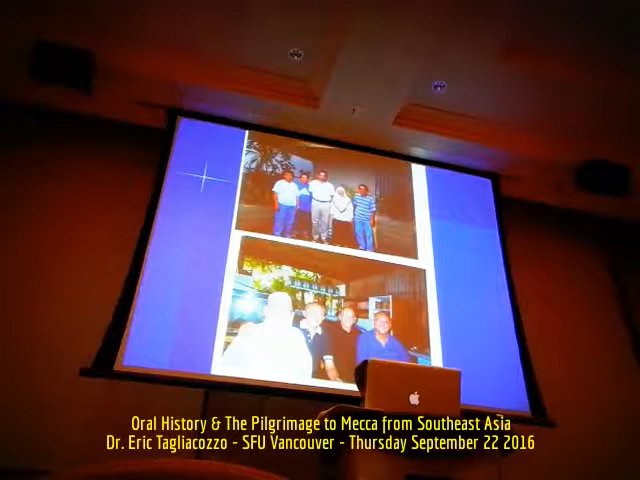 Oral History & The Pilgrimage to Mecca from Southeast Asia
Dr. Eric Tagliacozzo - SFU Vancouver - Thursday September 22 2016